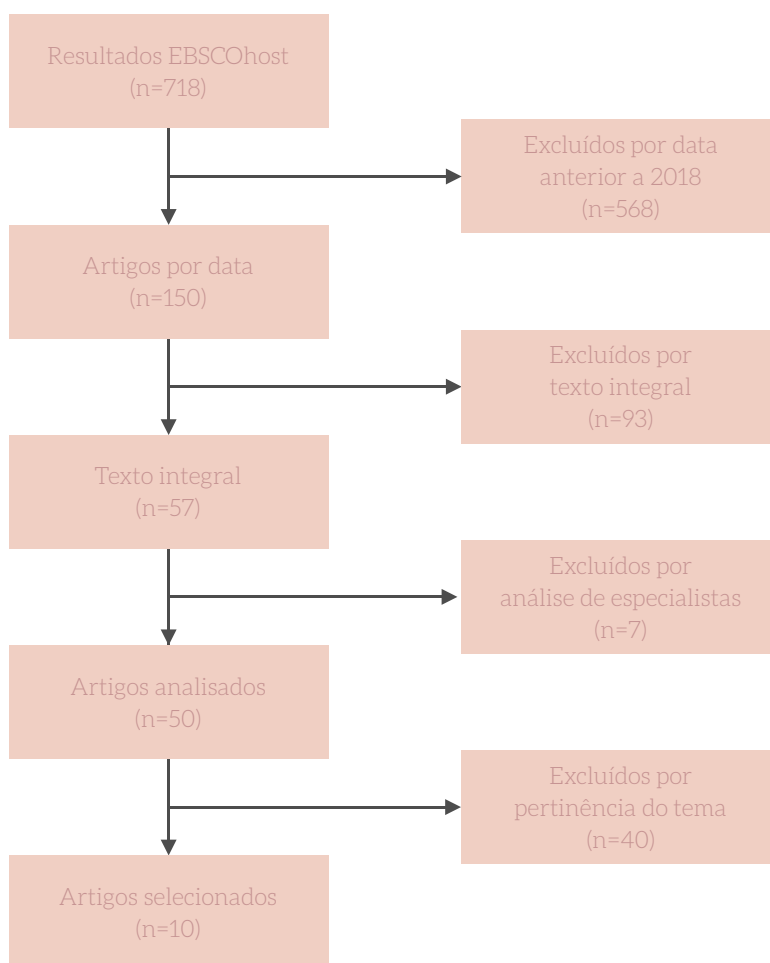 Resultados EBSCOhost
(n=718)
Excluídos por data
anterior a 2018
(n=568)
Artigos por data
(n=150)
Excluídos por
texto integral
(n=93)
Texto integral
(n=57)
Excluídos por
análise de especialistas
(n=7)
Artigos analisados
(n=50)
Excluídos por
pertinência do tema
(n=40)
Artigos selecionados
(n=10)